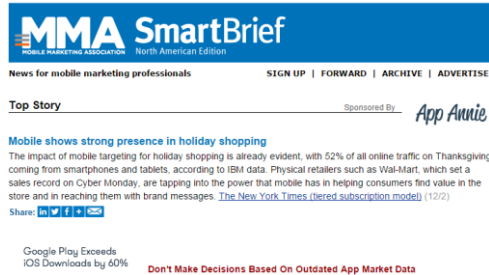 MMA SmartBrief
MOBILE MARKETING ASSOCIATION North American Edition
News for mobile marketing professionals SIGN UP | FORWARD | ARCHIVE | ADVERTISE
Top Story Sponsored By App Annie
Mobile shows strong presence in holiday shopping
The impact of mobile targeting for holiday shopping is already evident, with 52% of all online traffic on Thanksgiving
coming from smartphones and tablets, according to IBM data. Physical retailers such as Wal-Mart, which set a
sales record on Cyber Monday, are tapping into the power that mobile has in helping consumers find value in the
store and in reaching them with brand messages. The New York Times (tiered subscription model) (12/2)
Share:
Google Play Exceeds
iOS Downloads by 60%
Don't Make Decisions Based On Outdated App Market Data